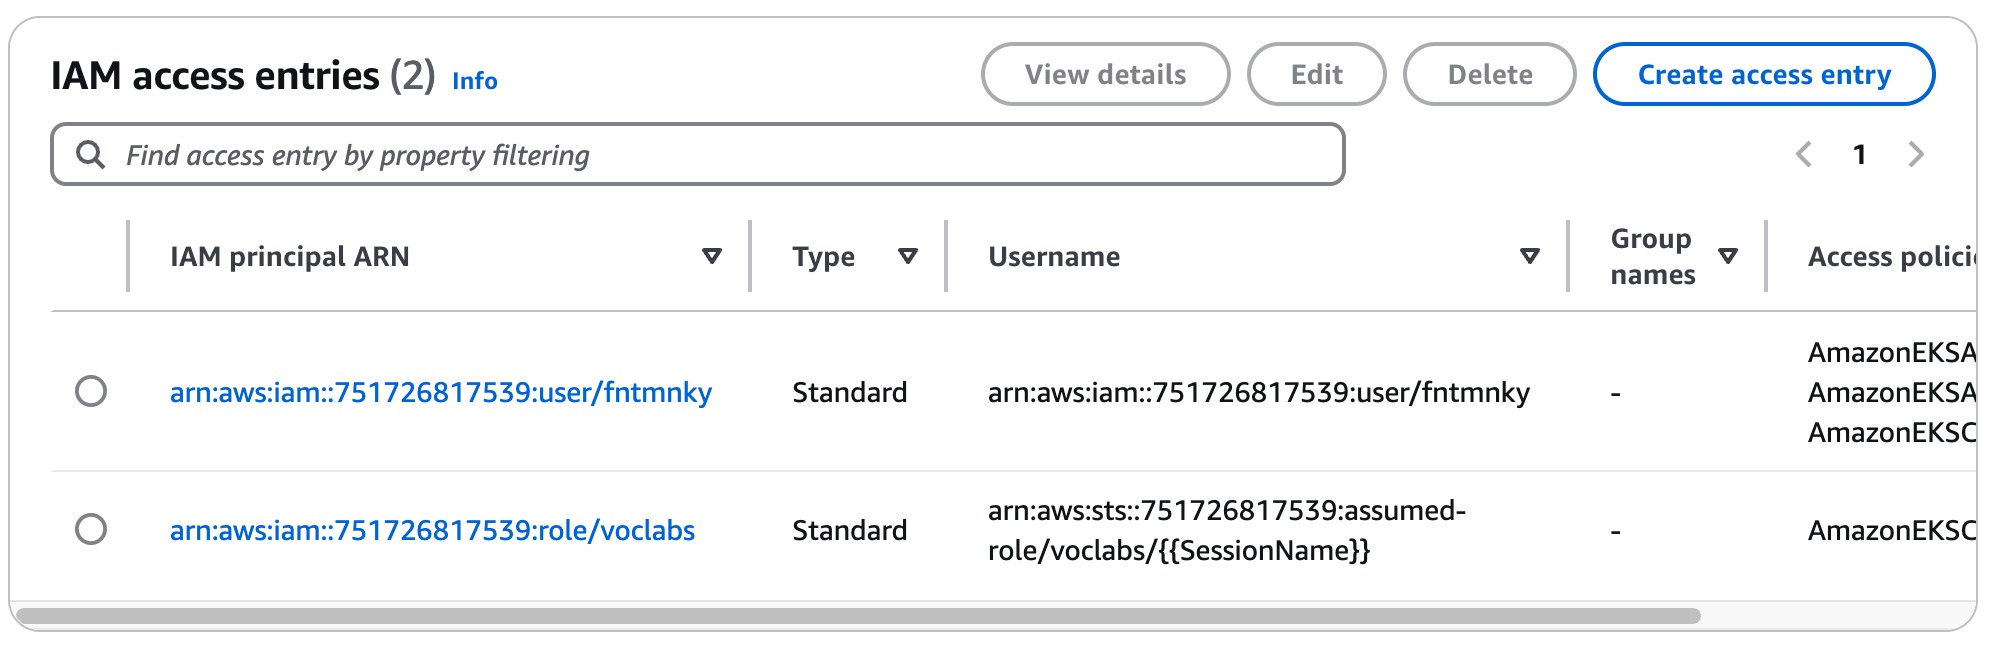 IAM access entries (2) Info
View details
Edit
Delete
Create access entry
Find access entry by property filtering
1
IAM principal ARN
Type
Username
Group
names
Access polici
arn:aws:iam::751726817539:user/fntmnky
Standard
arn:aws:iam::751726817539:user/fntmnky
-
AmazonEKSA
AmazonEKSA
AmazonEKSC
arn:aws:iam::751726817539:role/voclabs
Standard
arn:aws:sts::751726817539:assumed-
role/voclabs/{{SessionName}}
-
AmazonEKSC